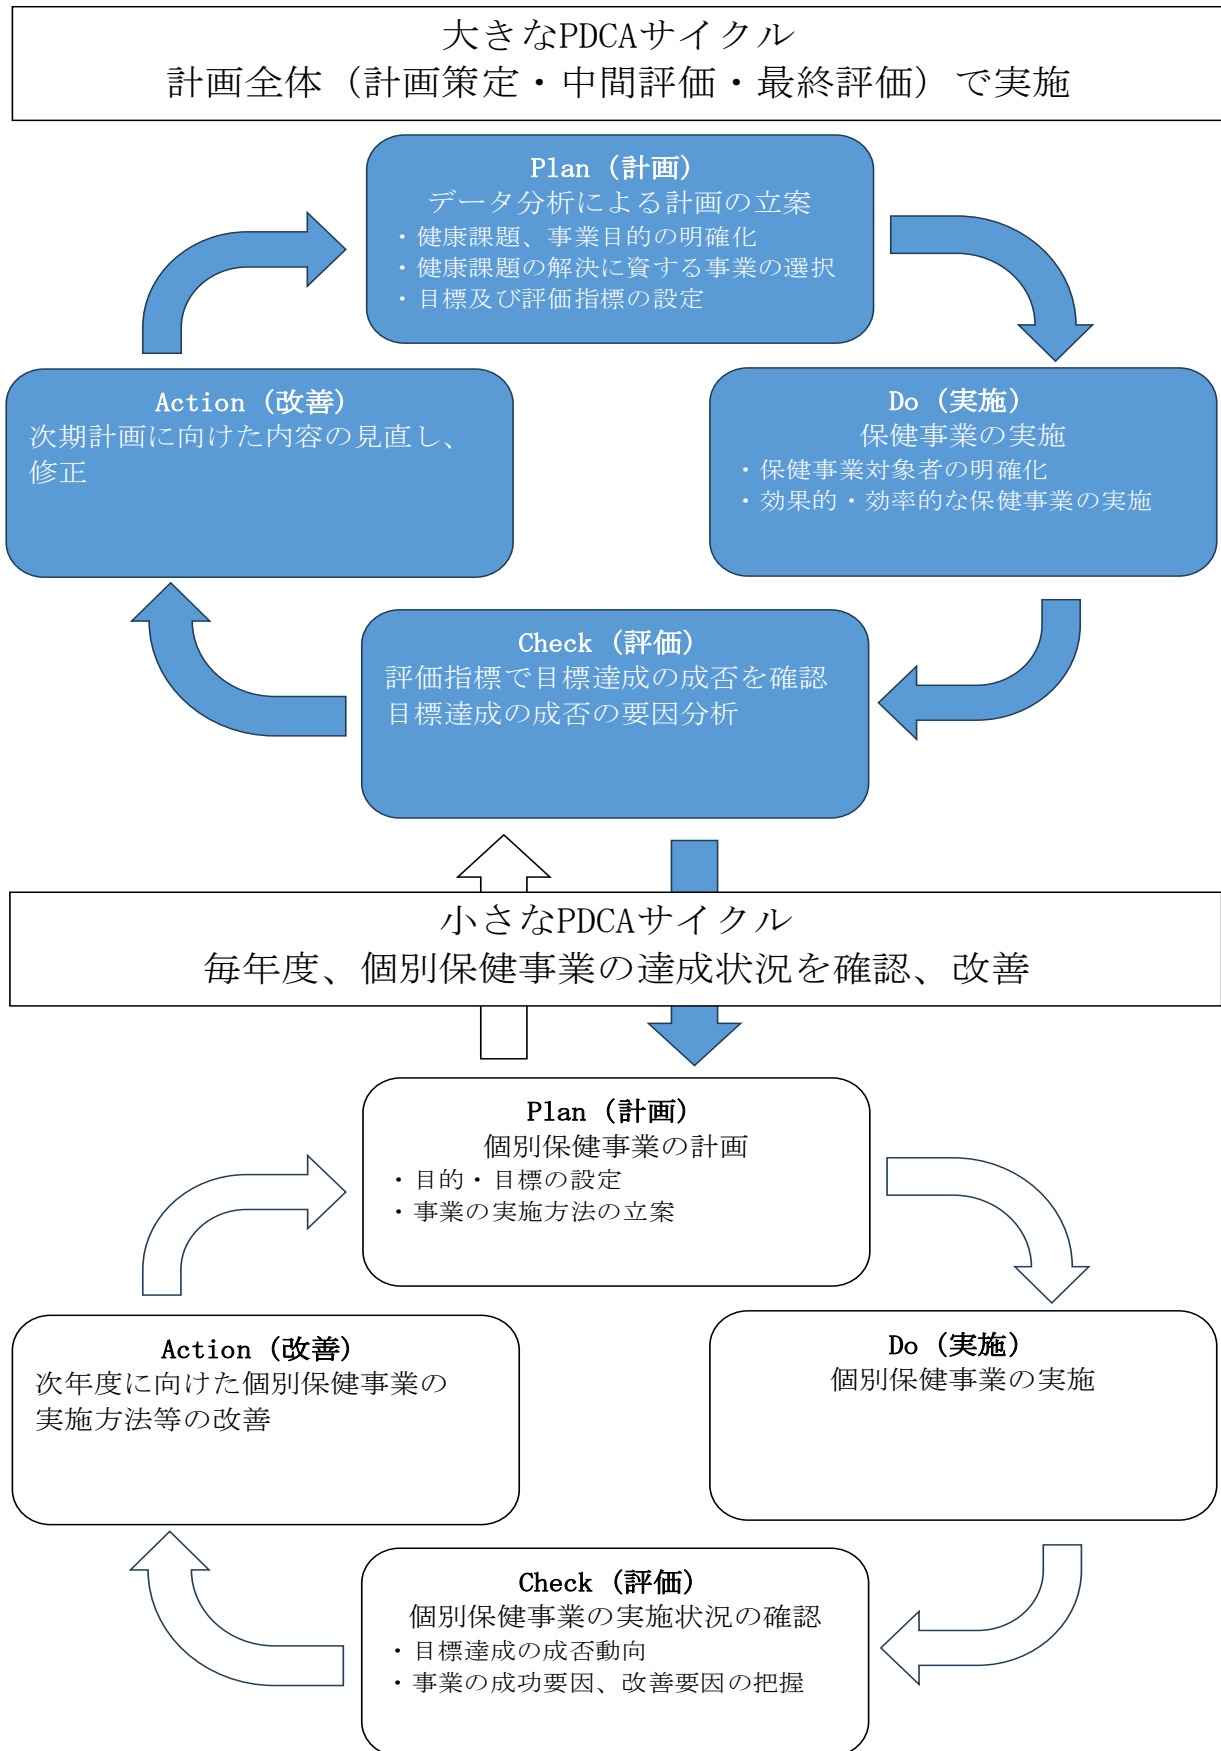 大きなPDCAサイクル
計画全体（計画策定・中間評価・最終評価）で実施
Plan（計画）
データ分析による計画の立案
・健康課題、事業目的の明確化
・健康課題の解決に資する事業の選択
・目標及び評価指標の設定
Action（改善）
次期計画に向けた内容の見直し、
修正
Do（実施）
保健事業の実施
・保健事業対象者の明確化
・効果的・効率的な保健事業の実施
Check（評価）
評価指標で目標達成の成否を確認
目標達成の成否の要因分析
小さなPDCAサイクル
毎年度、個別保健事業の達成状況を確認、改善
Plan（計画）
個別保健事業の計画
・目的・目標の設定
・事業の実施方法の立案
Action（改善）
次年度に向けた個別保健事業の
実施方法等の改善
Do（実施）
個別保健事業の実施
Check（評価）
個別保健事業の実施状況の確認
・目標達成の成否動向
・事業の成功要因、改善要因の把握